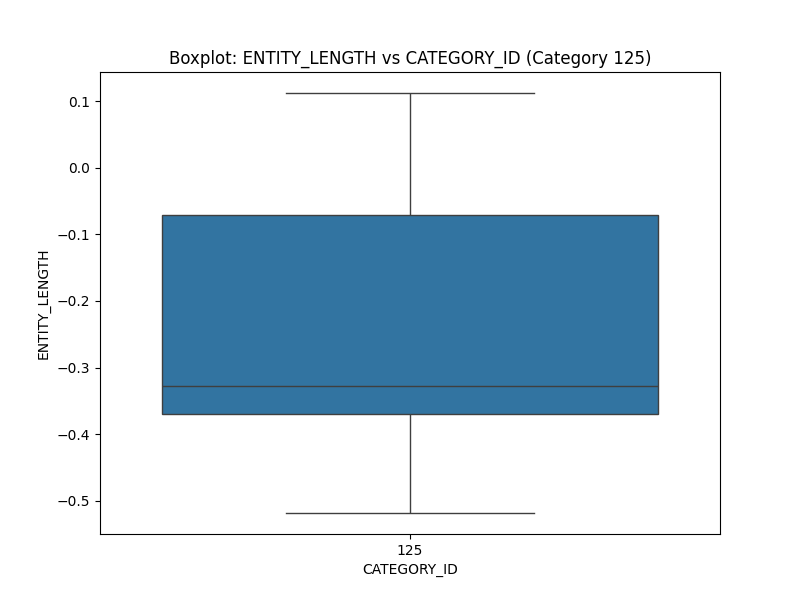 Boxplot: ENTITY_LENGTH vs CATEGORY_ID (Category 125)
0.1
0.0
−0.1
−0.2
−0.3
−0.4
−0.5
ENTITY_LENGTH
125
CATEGORY_ID